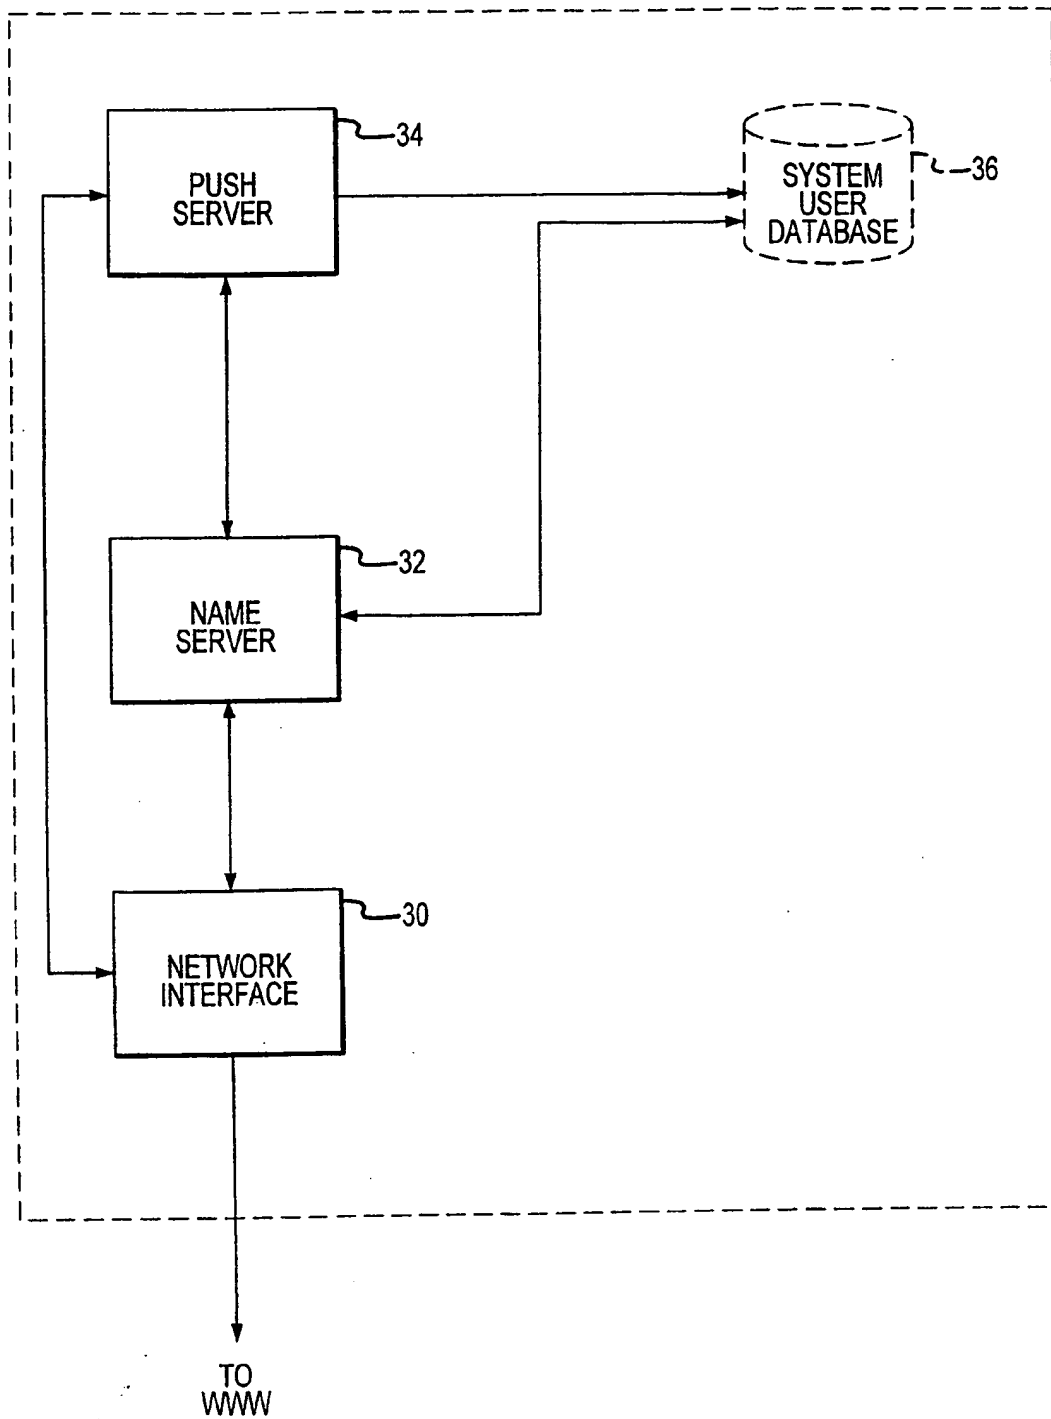 PUSH
SERVER
34
SYSTEM
USER
DATABASE
36
NAME
SERVER
32
NETWORK
INTERFACE
30
TO
WWW